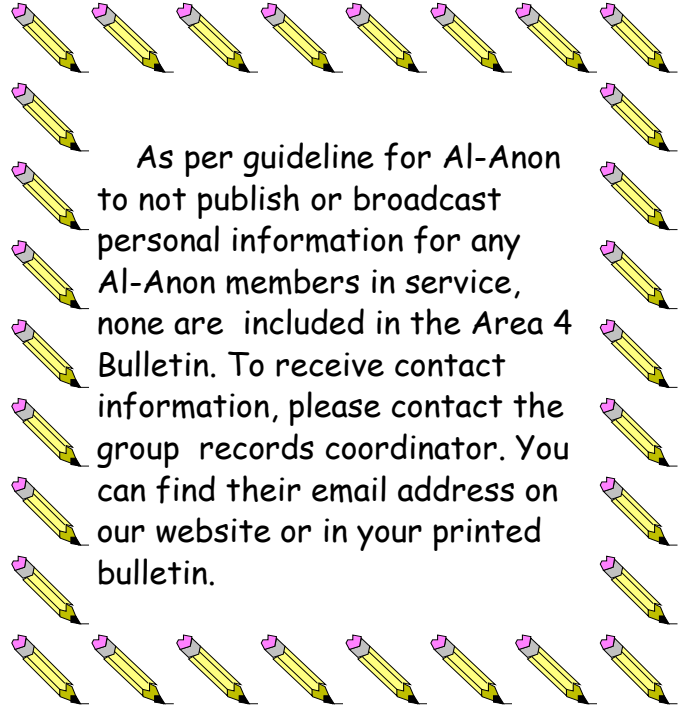 As per guideline for Al-Anon
to not publish or broadcast
personal information for any
Al-Anon members in service,
none are  included in the Area 4
Bulletin. To receive contact
information, please contact the
group  records coordinator. You
can find their email address on
our website or in your printed
bulletin.